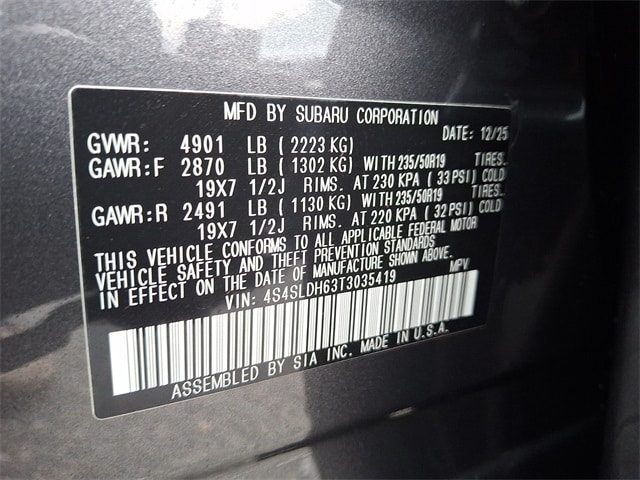 MFD BY SUBARU CORPORATION
DATE: 12/25
GVWR: 4901 LB ( 2223 KG)
GAWR:F 2870 LB ( 1302 KG) WITH 235/50R19 TIRES.
19X7 1/2J RIMS. AT 230 KPA ( 33 PSI) COLD
GAWR:R 2491 LB ( 1130 KG) WITH 235/50R19 TIRES.
19X7 1/2J RIMS. AT 220 KPA ( 32 PSI) COLD
THIS VEHICLE CONFORMS TO ALL APPLICABLE FEDERAL MOTOR
VEHICLE SAFETY AND THEFT PREVENTION STANDARDS
IN EFFECT ON THE DATE OF MANUFACTURE SHOWN ABOVE.
VIN: 4S4SLDH63T3035419 MPV
ASSEMBLED BY SIA INC. MADE IN U.S.A.